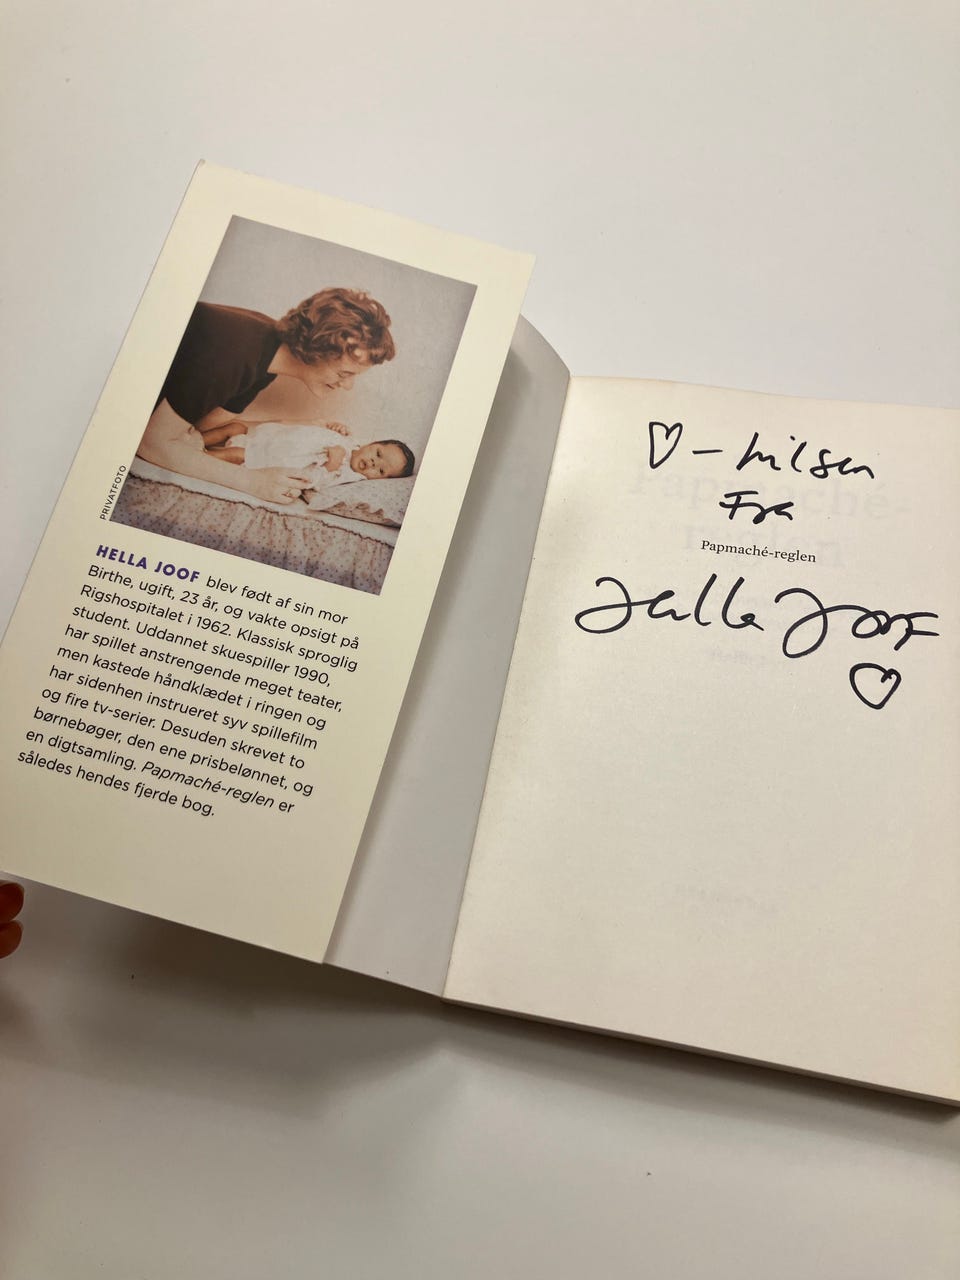 PRIVATFOTO
HELLA JOOF blev født af sin mor
Birthe, ugift, 23 år, og vakte opsigt på
Rigshospitalet i 1962. Klassisk sproglig
student. Uddannet skuespiller 1990,
har spillet anstrengende meget teater,
men kastede håndklædet i ringen og
har sidenhen instrueret syv spillefilm
og fire tv-serier. Desuden skrevet to
børnebøger, den ene prisbelønnet, og
en digtsamling. Papmaché-reglen er
således hendes fjerde bog.
♡ – hilsen
Fra
Papmaché-reglen
Hella Joof
♡
Papmaché